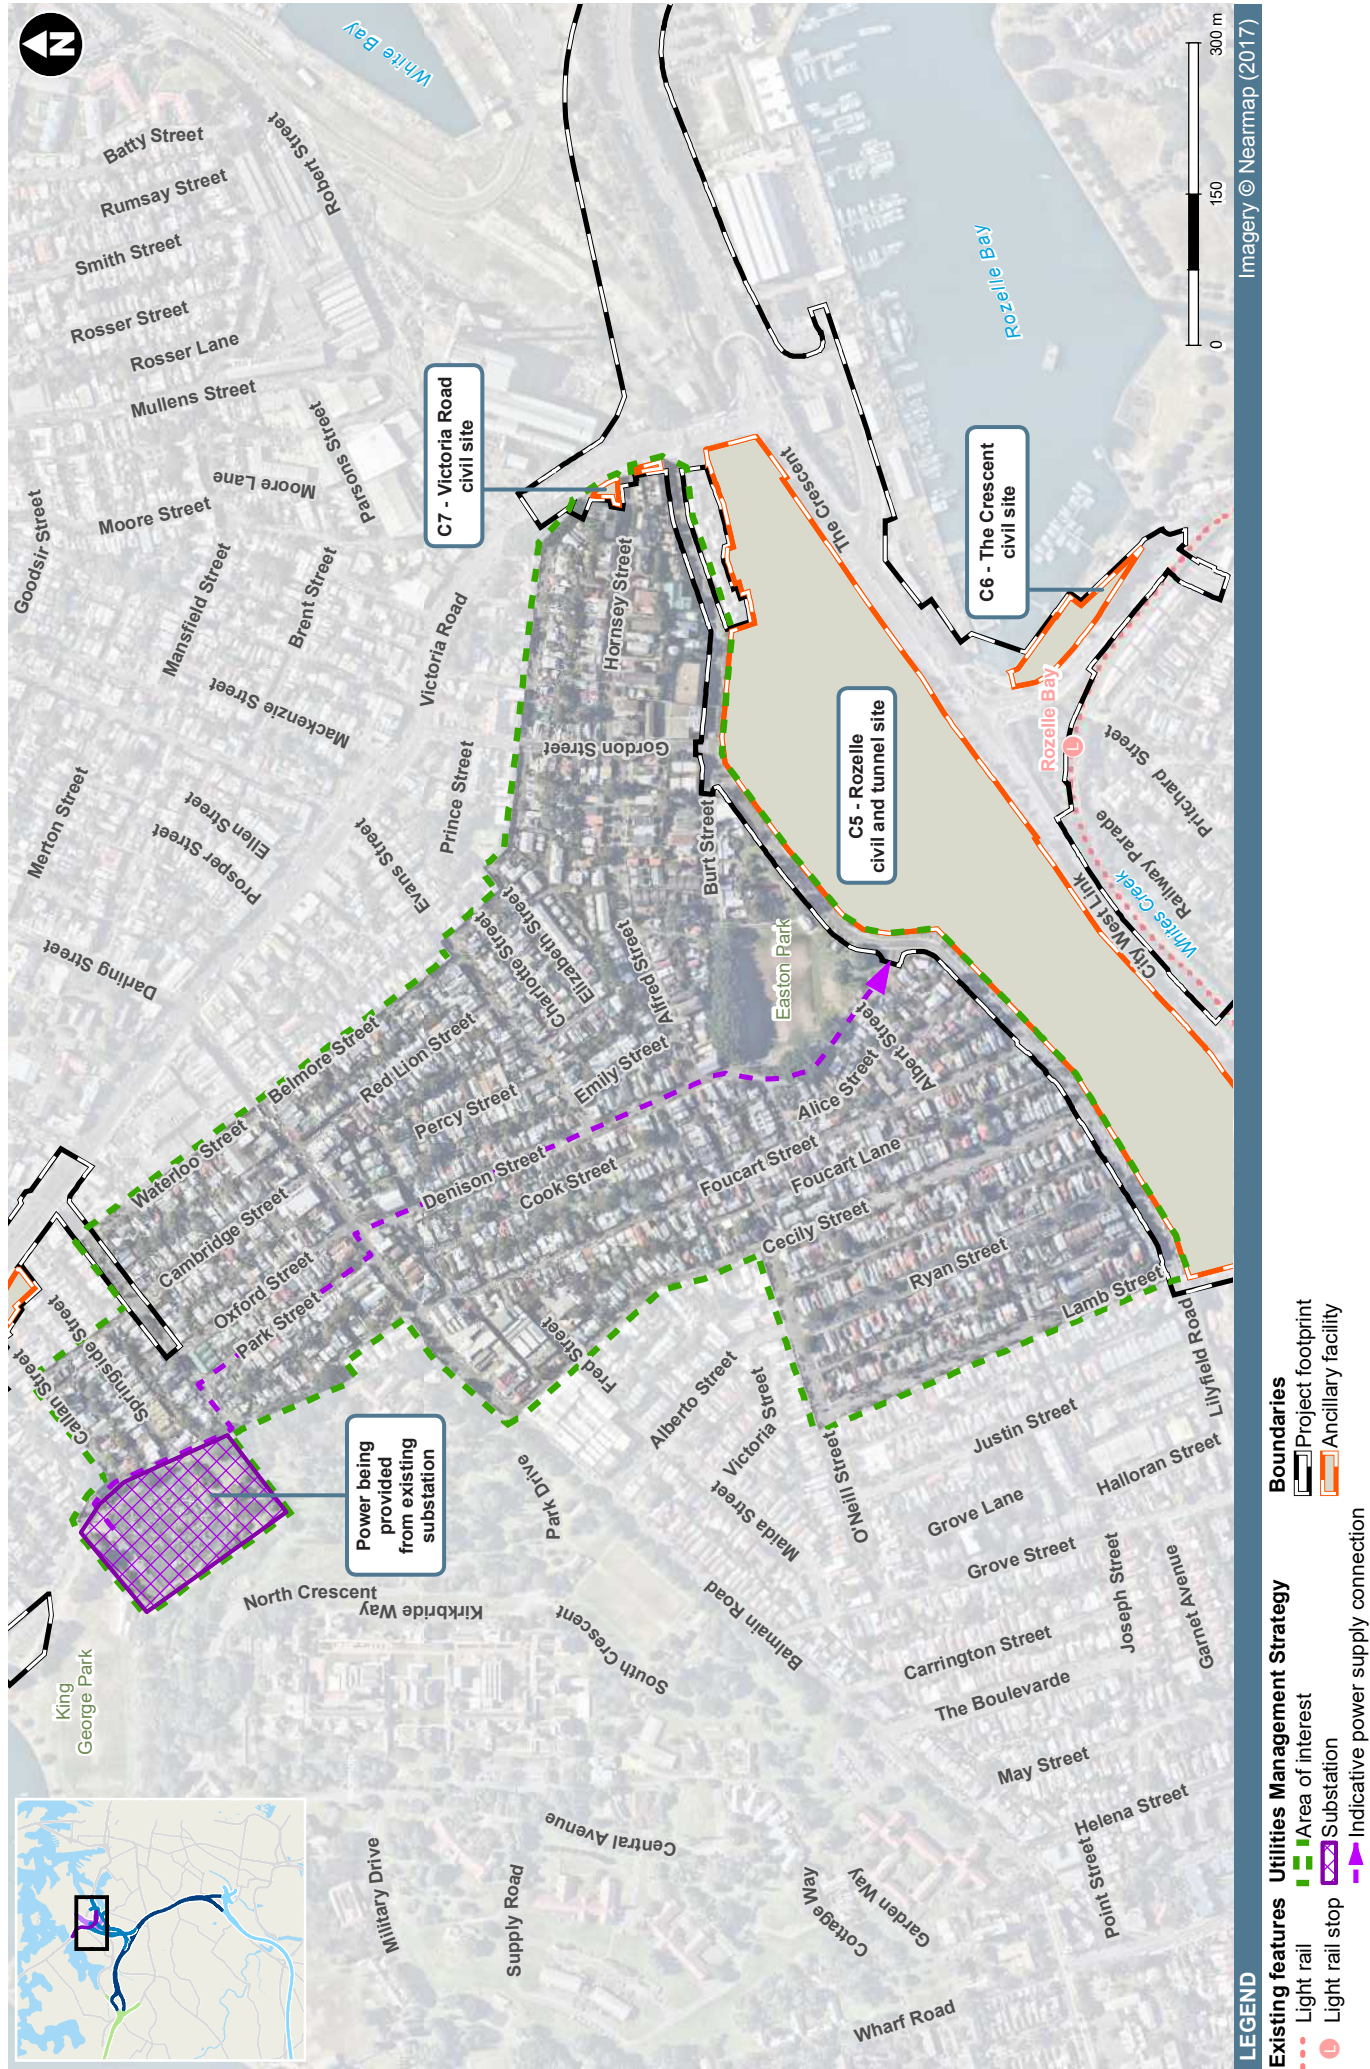 N
White Bay
Batty Street
Rumsay Street
Robert Street
Smith Street
Rosser Street
Rosser Lane
Mullens Street
Parsons Street
Moore Lane
Moore Street
Goodsir Street
Mansfield Street
Brent Street
Mackenzie Street
Victoria Road
Merton Street
Ellen Street
Prosper Street
Evans Street
Prince Street
Darling Street
C7 - Victoria Road
civil site
Hornsey Street
Gordon Street
Burt Street
The Crescent
Rozelle Bay
C6 - The Crescent
civil site
C5 - Rozelle
civil and tunnel site
Rozelle Bay
L
Pritchard Street
Railway Parade
Whites Creek
City West Link
Easton Park
Charlotte Street
Elizabeth Street
Alfred Street
Belmore Street
Red Lion Street
Percy Street
Emily Street
Waterloo Street
Denison Street
Cook Street
Cambridge Street
Oxford Street
Park Street
Albert Street
Alice Street
Foucart Street
Foucart Lane
Cecily Street
Ryan Street
Lamb Street
Lilyfield Road
Callan Street
Springside Street
Fred Street
Alberto Street
Victoria Street
Maida Street
O'Neill Street
Justin Street
Halloran Street
Grove Lane
Grove Street
Joseph Street
Garnet Avenue
Park Drive
Power being
provided
from existing
substation
North Crescent
Kirkbride Way
South Crescent
Balmain Road
Carrington Street
The Boulevarde
May Street
Helena Street
Point Street
King
George Park
Military Drive
Supply Road
Central Avenue
Cottage Way
Garden Way
Wharf Road
0
150
300 m
Imagery © Nearmap (2017)
LEGEND
Existing features
Light rail
L
Light rail stop
Utilities Management Strategy
Area of interest
Substation
Indicative power supply connection
Boundaries
Project footprint
Ancillary facility